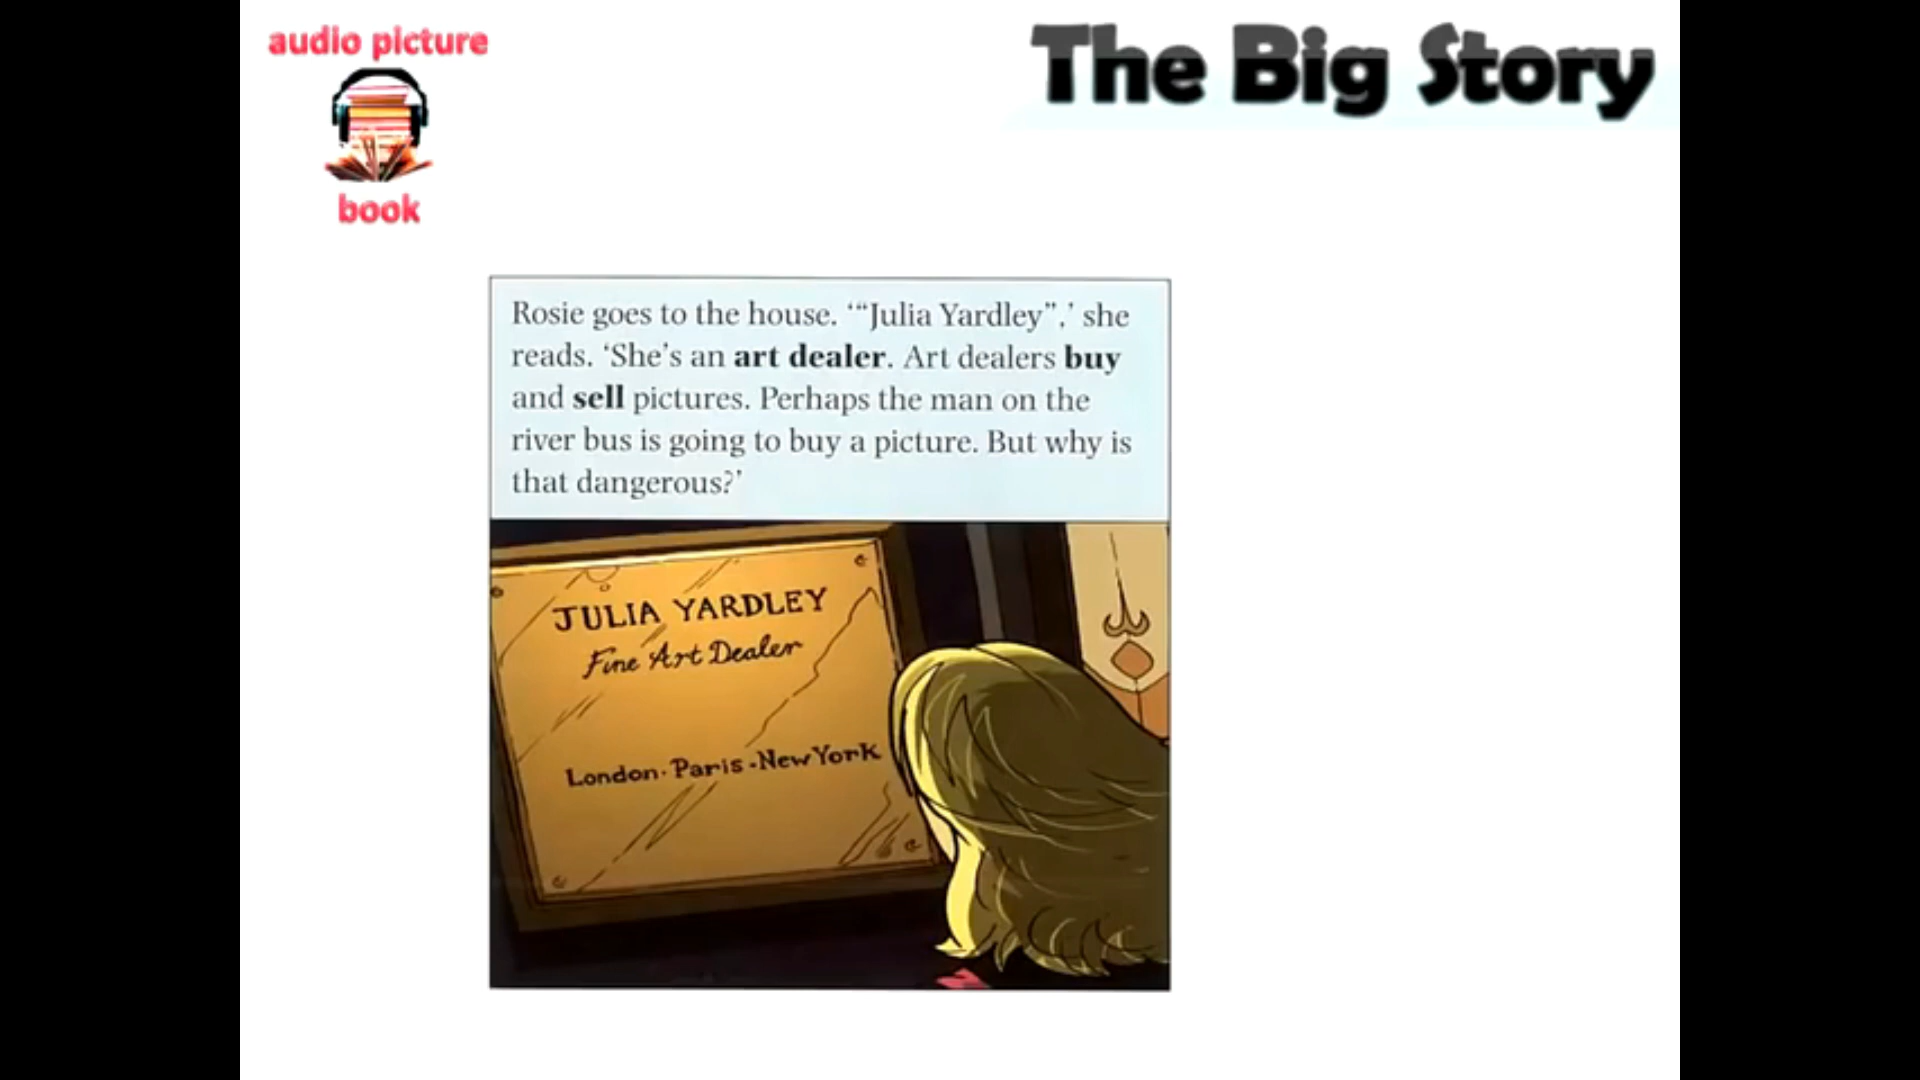 audio picture
book
The Big Story
Rosie goes to the house. ‘“Julia Yardley”,’ she
reads. ‘She’s an art dealer. Art dealers buy
and sell pictures. Perhaps the man on the
river bus is going to buy a picture. But why is
that dangerous?’
JULIA YARDLEY
Fine Art Dealer
London · Paris - New York